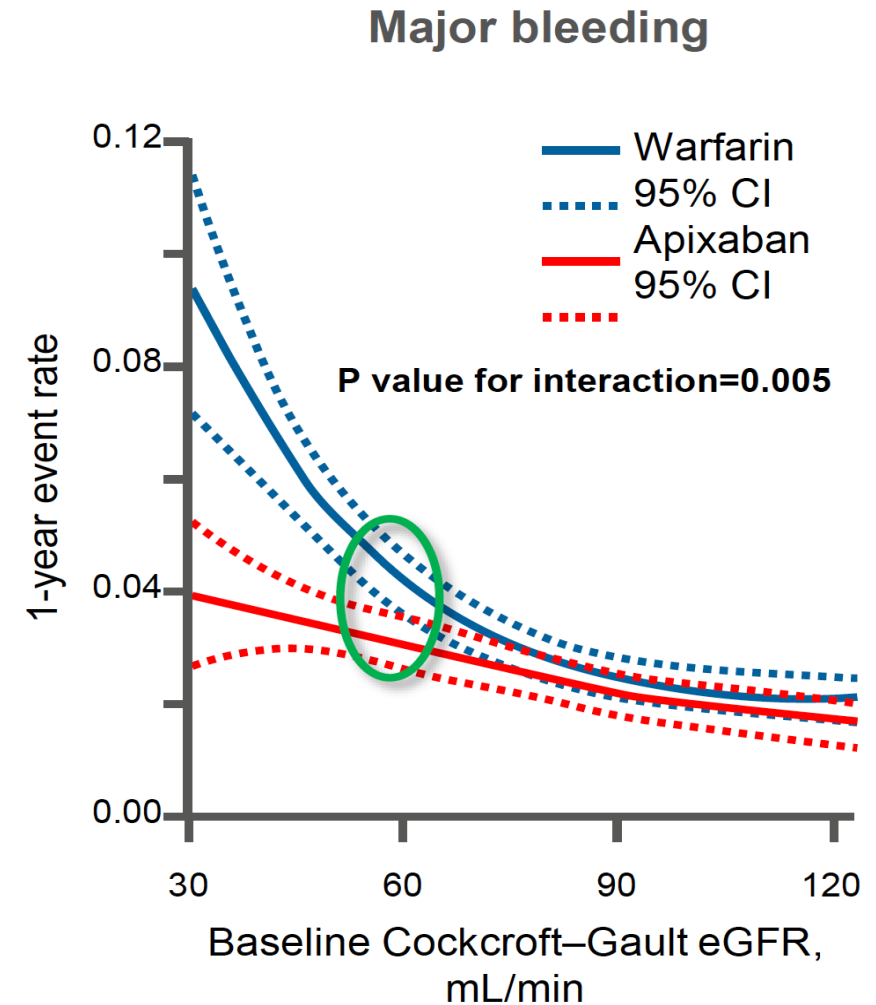 Major bleeding
0.12
0.08
0.04
0.00
1-year event rate
Warfarin
95% CI
Apixaban
95% CI
P value for interaction=0.005
30 60 90 120
Baseline Cockcroft–Gault eGFR,
mL/min